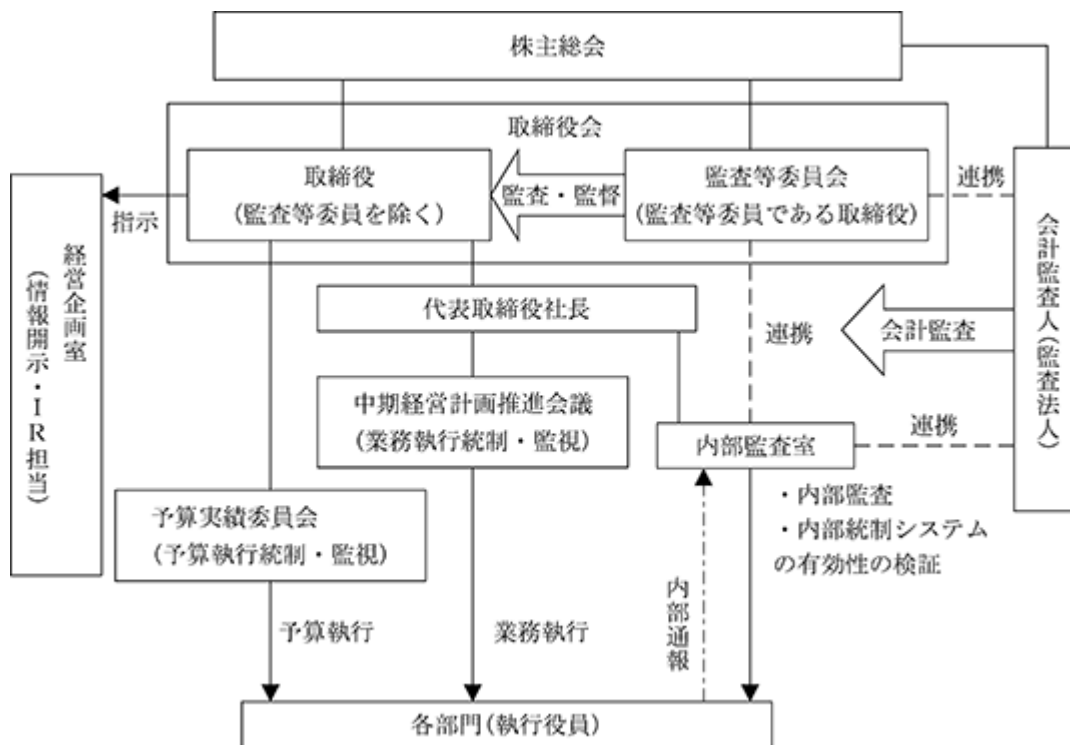 株主総会
取締役会
取締役
(監査等委員を除く)
監査・監督
監査等委員会
(監査等委員である取締役)
連携
指示
経営企画室
(情報開示・IR担当)
会計監査人(監査法人)
代表取締役社長
連携
会計監査
中期経営計画推進会議
(業務執行統制・監視)
内部監査室
連携
・内部監査
・内部統制システム
の有効性の検証
予算実績委員会
(予算執行統制・監視)
予算執行
業務執行
内部通報
各部門(執行役員)